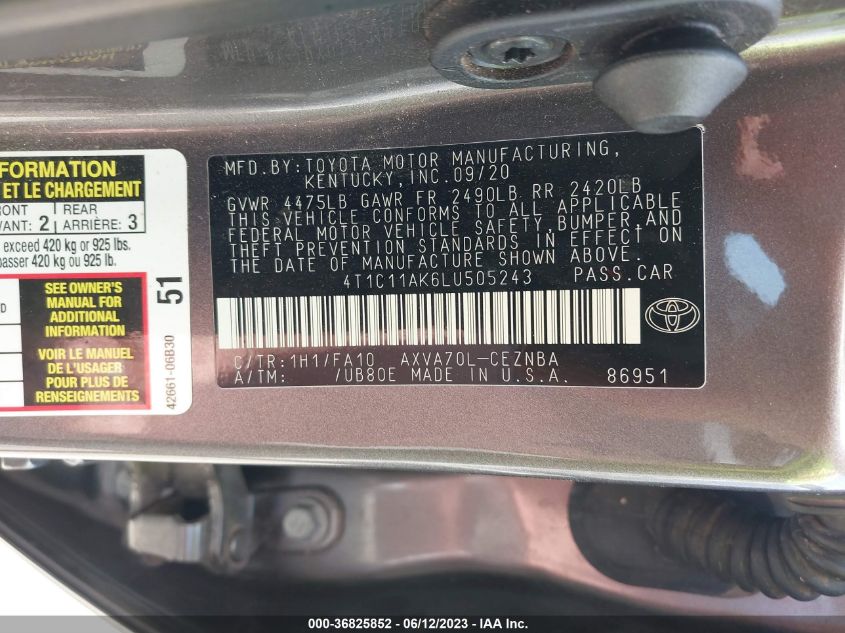 FORMATION
ET LE CHARGEMENT
REAR
2 ARRIÈRE: 3
exceed 420 kg or 925 lbs.
passer 420 kg ou 925 lb.
SEE OWNER'S
MANUAL FOR
ADDITIONAL
INFORMATION
VOIR LE MANUEL
DE L'USAGER
POUR PLUS DE
RENSEIGNEMENTS
51
42661-06B30
MFD.BY:TOYOTA MOTOR MANUFACTURING,
KENTUCKY,INC.09/20
GVWR 4475LB GAWR FR 2490LB RR 2420LB
THIS VEHICLE CONFORMS TO ALL APPLICABLE
FEDERAL MOTOR VEHICLE SAFETY,BUMPER,AND
THEFT PREVENTION STANDARDS IN EFFECT ON
THE DATE OF MANUFACTURE SHOWN ABOVE.
4T1C11AK6LU505243 PASS.CAR
C/TR:1H1/FA10 AXVA70L-CEZNBA
A/TM: /UB80E MADE IN U.S.A. 86951
000-36825852 - 06/12/2023 - IAA Inc.